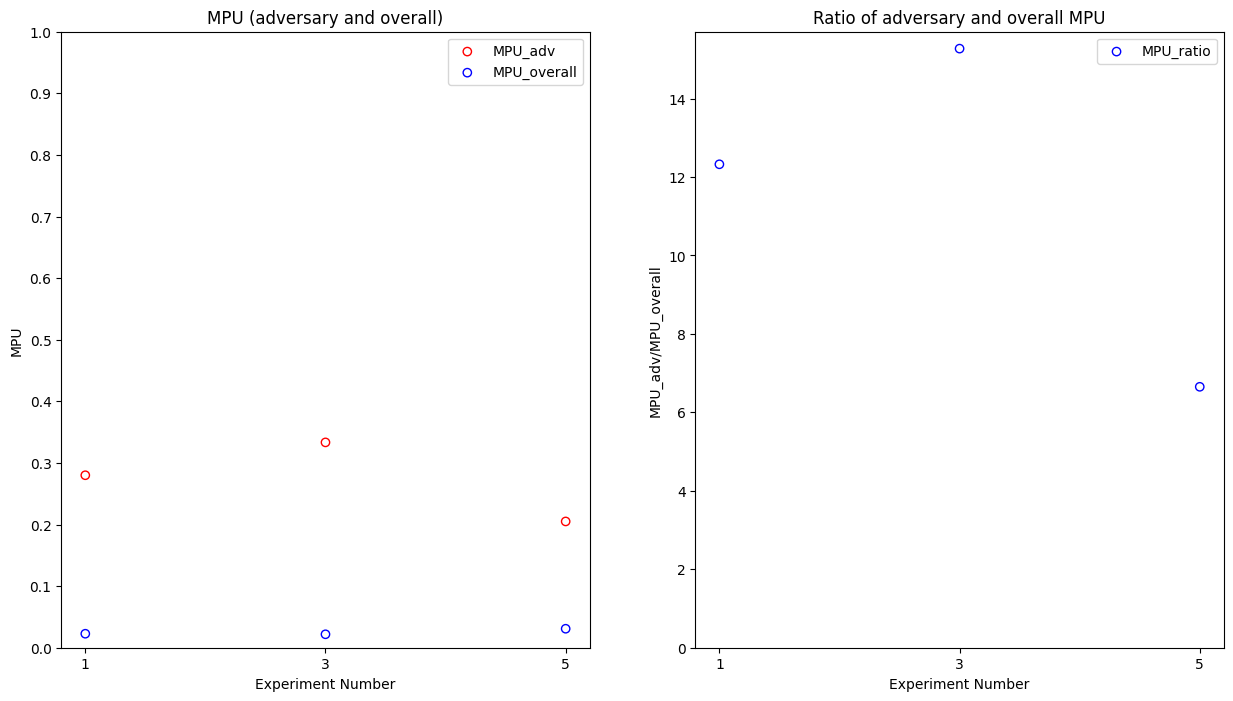 MPU (adversary and overall)
MPU_adv
MPU_overall
1.0
0.9
0.8
0.7
0.6
0.5
0.4
0.3
0.2
0.1
0.0
MPU
1
3
5
Experiment Number
Ratio of adversary and overall MPU
MPU_ratio
14
12
10
8
6
4
2
0
MPU_adv/MPU_overall
1
3
5
Experiment Number